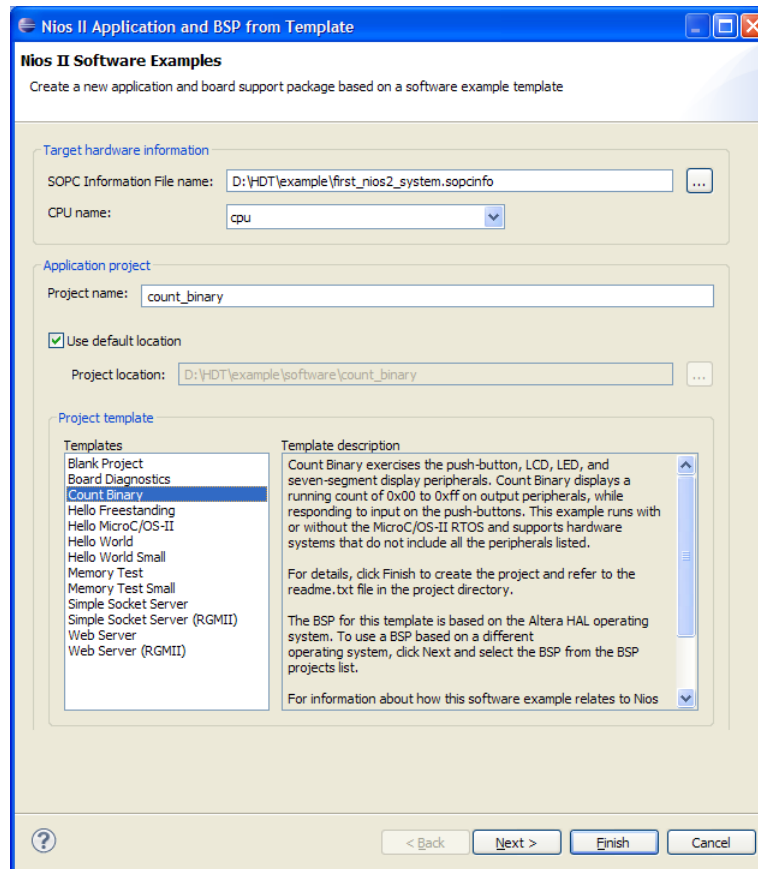 Nios II Application and BSP from Template
Nios II Software Examples
Create a new application and board support package based on a software example template
Target hardware information
SOPC Information File name: D:\HDT\example\first_nios2_system.sopcinfo ...
CPU name: cpu
Application project
Project name: count_binary
Use default location
Project location: D:\HDT\example\software\count_binary ...
Project template
Templates
Blank Project
Board Diagnostics
Count Binary
Hello Freestanding
Hello MicroC/OS-II
Hello World
Hello World Small
Memory Test
Memory Test Small
Simple Socket Server
Simple Socket Server (RGMII)
Web Server
Web Server (RGMII)
Template description
Count Binary exercises the push-button, LCD, LED, and
seven-segment display peripherals. Count Binary displays a
running count of 0x00 to 0xff on output peripherals, while
responding to input on the push-buttons. This example runs with
or without the MicroC/OS-II RTOS and supports hardware
systems that do not include all the peripherals listed.
For details, click Finish to create the project and refer to the
readme.txt file in the project directory.
The BSP for this template is based on the Altera HAL operating
system. To use a BSP based on a different
operating system, click Next and select the BSP from the BSP
projects list.
For information about how this software example relates to Nios
? < Back Next > Finish Cancel